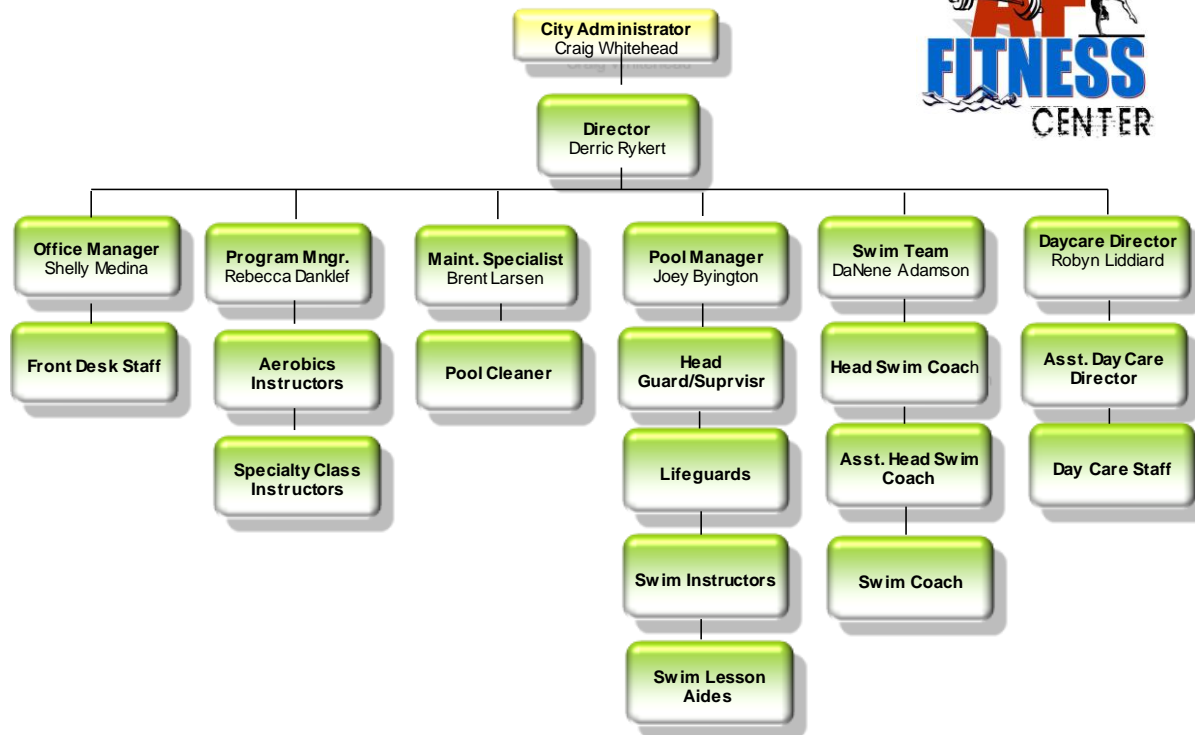 City Administrator
Craig Whitehead
AF
FITNESS
CENTER
Director
Derric Rykert
Office Manager
Shelly Medina
Program Mngr.
Rebecca Danklef
Maint. Specialist
Brent Larsen
Pool Manager
Joey Byington
Swim Team
DaNene Adamson
Daycare Director
Robyn Liddiard
Front Desk Staff
Aerobics
Instructors
Pool Cleaner
Head
Guard/Suprvisr
Head Swim Coach
Asst. Day Care
Director
Specialty Class
Instructors
Lifeguards
Asst. Head Swim
Coach
Day Care Staff
Swim Instructors
Swim Coach
Swim Lesson
Aides